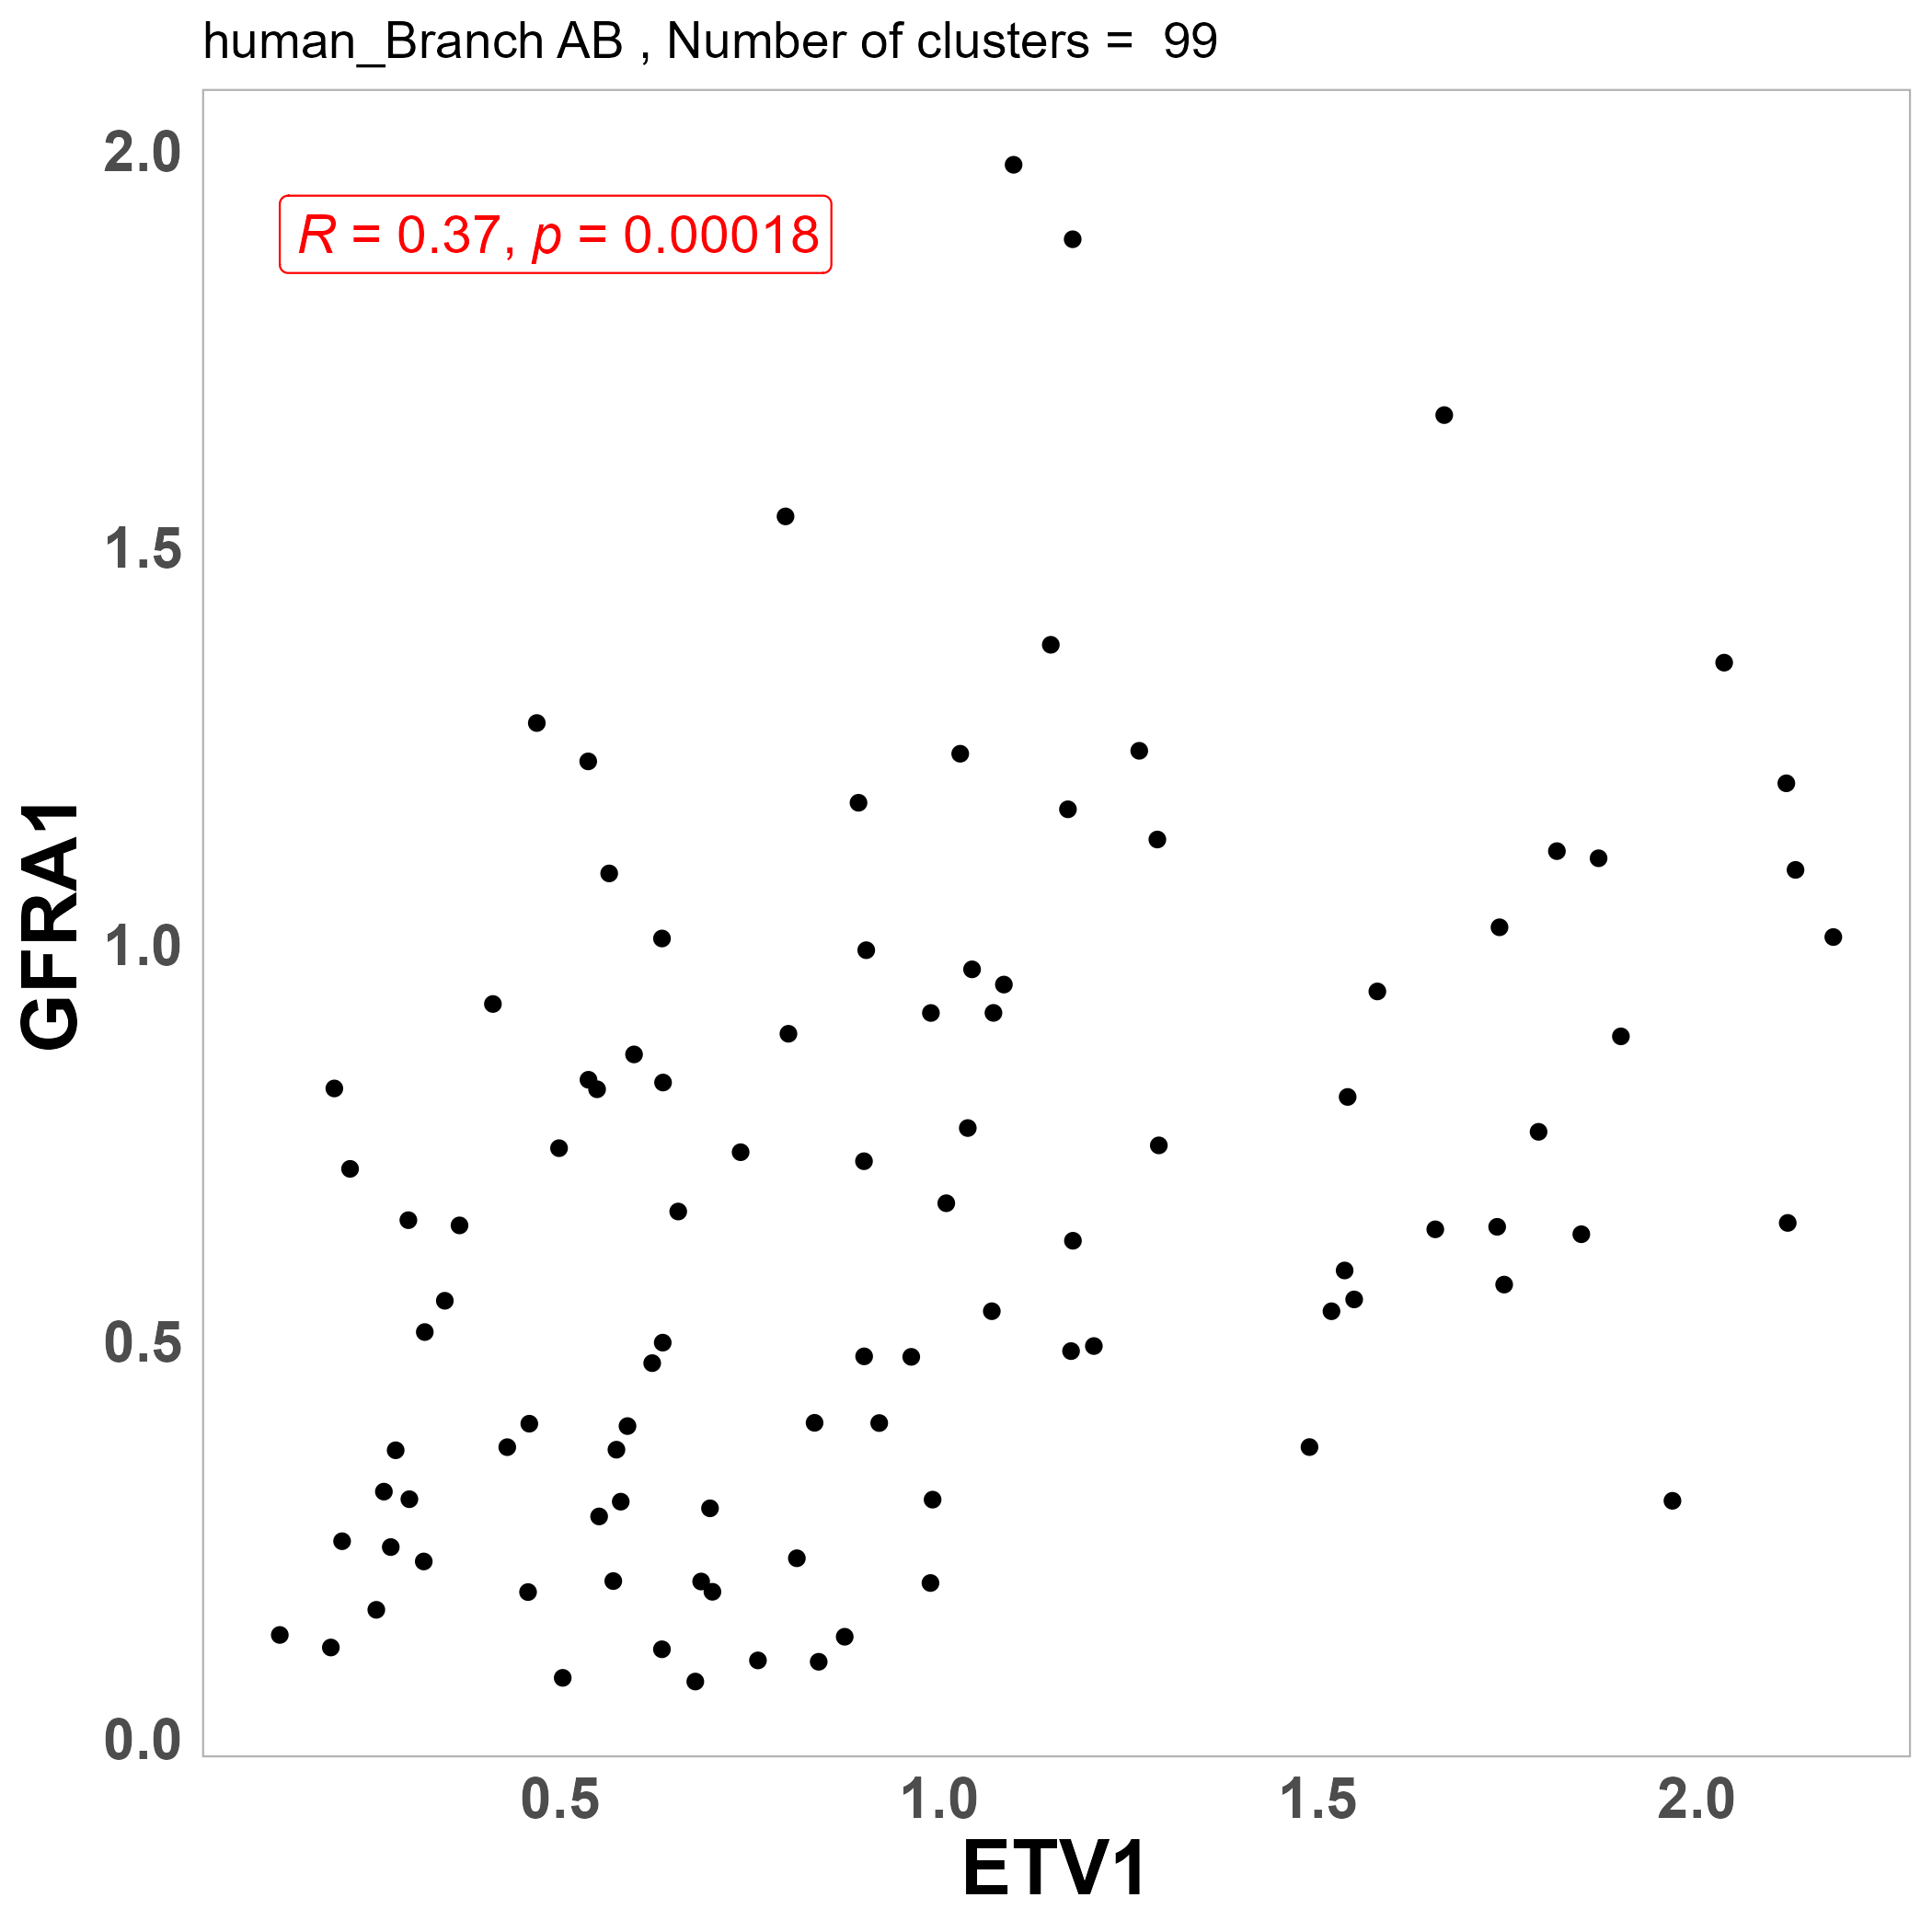 human_Branch AB , Number of clusters =  99
2.0
R = 0.37, p = 0.00018
1.5
1.0
0.5
0.0
GFRA1
0.5
1.0
1.5
2.0
ETV1